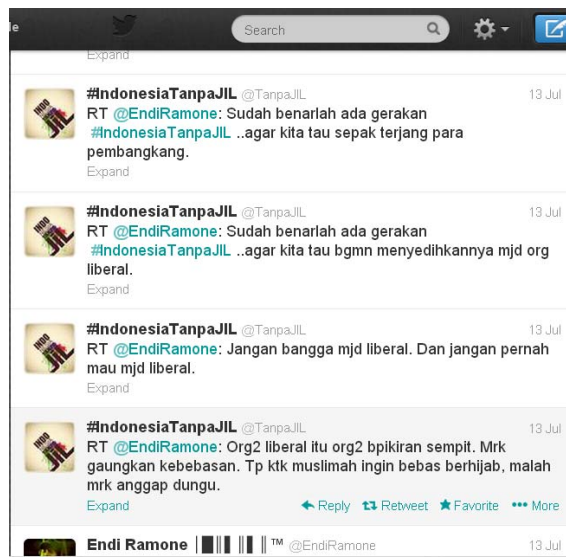 le
Search
Expand
#IndonesiaTanpaJIL @TanpaJIL 13 Jul
RT @EndiRamone: Sudah benarlah ada gerakan
#IndonesiaTanpaJIL ..agar kita tau sepak terjang para
pembangkang.
Expand
#IndonesiaTanpaJIL @TanpaJIL 13 Jul
RT @EndiRamone: Sudah benarlah ada gerakan
#IndonesiaTanpaJIL ..agar kita tau bgmn menyedihkannya mjd org
liberal.
Expand
#IndonesiaTanpaJIL @TanpaJIL 13 Jul
RT @EndiRamone: Jangan bangga mjd liberal. Dan jangan pernah
mau mjd liberal.
Expand
#IndonesiaTanpaJIL @TanpaJIL 13 Jul
RT @EndiRamone: Org2 liberal itu org2 bpikiran sempit. Mrk
gaungkan kebebasan. Tp ktk muslimah ingin bebas berhijab, malah
mrk anggap dungu.
Expand Reply Retweet Favorite More
Endi Ramone ™ @EndiRamone 13 Jul